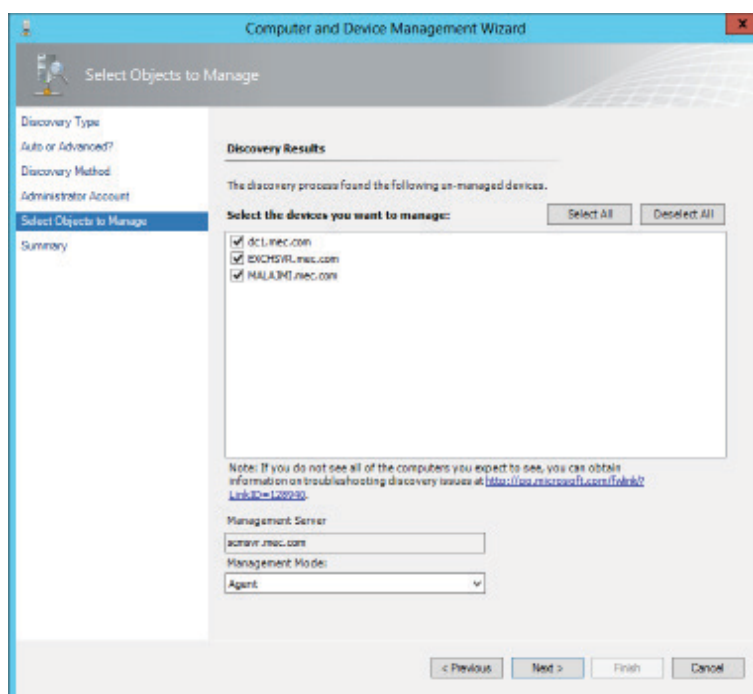 Computer and Device Management Wizard
x
Select Objects to Manage
Discovery Type
Auto or Advanced?
Discovery Method
Administrator Account
Select Objects to Manage
Summary
Discovery Results
The discovery process found the following un-managed devices.
Select the devices you want to manage:
Select All
Deselect All
dc1.mec.com
EXCHSVR.mec.com
MALAJMI.mec.com
Note: If you do not see all of the computers you expect to see, you can obtain
information on troubleshooting discovery issues at http://go.microsoft.com/fwlink/?
LinkID=128940.
Management Server
scmsvr.mec.com
Management Mode:
Agent
< Previous
Next >
Finish
Cancel